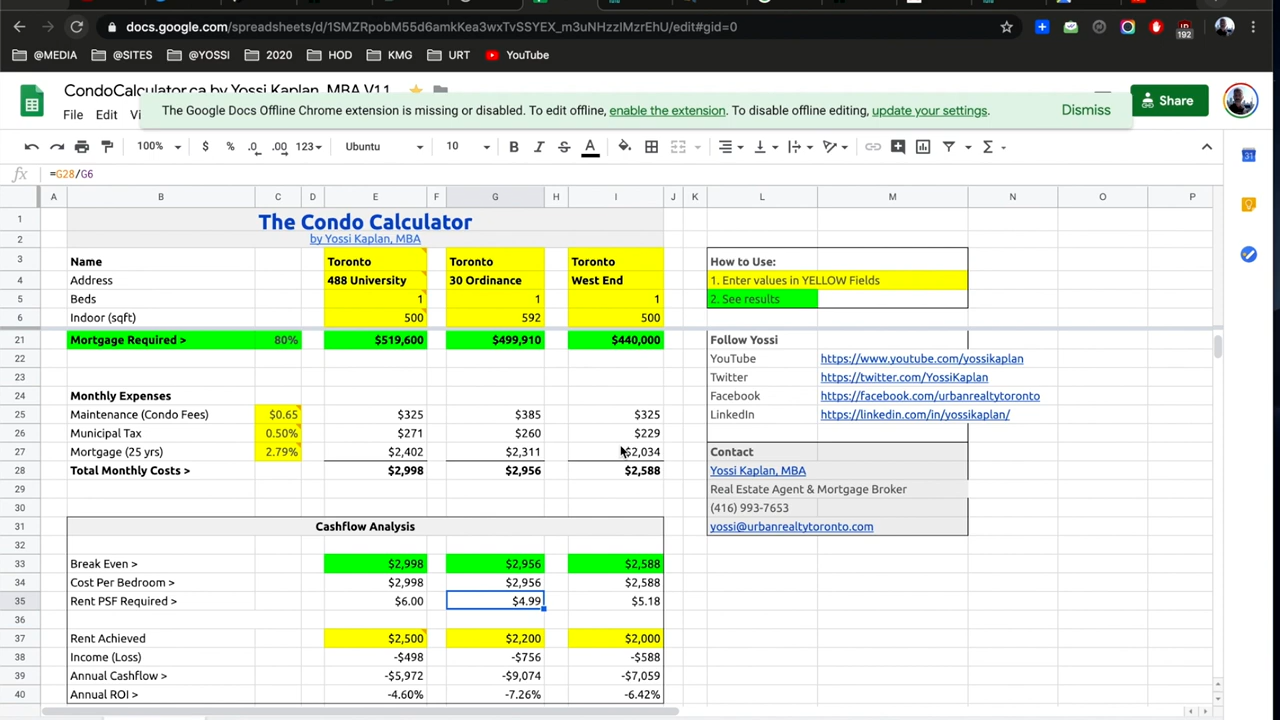 docs.google.com/spreadsheets/d/1SMZRpobM55d6amkKea3wxTvSSYEX_m3uNHzzIMzrEhU/edit#gid=0
192
@MEDIA @SITES @YOSSI 2020 HOD KMG URT YouTube
CondoCalculator.ca by Yossi Kaplan, MBA V11
File Edit Vi
The Google Docs Offline Chrome extension is missing or disabled. To edit offline, enable the extension. To disable offline editing, update your settings. Dismiss
Share
100% $ % .0 .00 123 Ubuntu 10 B I S A
31
fx =G28/G6
A B C D E F G H I J K L M N O P
1 The Condo Calculator
2 by Yossi Kaplan, MBA
3 Name Toronto Toronto Toronto How to Use:
4 Address 488 University 30 Ordinance West End 1. Enter values in YELLOW Fields
5 Beds 1 1 1 2. See results
6 Indoor (sqft) 500 592 500
21 Mortgage Required > 80% $519,600 $499,910 $440,000 Follow Yossi
22 YouTube https://www.youtube.com/yossikaplan
23 Twitter https://twitter.com/YossiKaplan
24 Monthly Expenses Facebook https://facebook.com/urbanrealtytoronto
25 Maintenance (Condo Fees) $0.65 $325 $385 $325 LinkedIn https://linkedin.com/in/yossikaplan/
26 Municipal Tax 0.50% $271 $260 $229
27 Mortgage (25 yrs) 2.79% $2,402 $2,311 $2,034 Contact
28 Total Monthly Costs > $2,998 $2,956 $2,588 Yossi Kaplan, MBA
29 Real Estate Agent & Mortgage Broker
30 (416) 993-7653
31 Cashflow Analysis yossi@urbanrealtytoronto.com
32
33 Break Even > $2,998 $2,956 $2,588
34 Cost Per Bedroom > $2,998 $2,956 $2,588
35 Rent PSF Required > $6.00 $4.99 $5.18
36
37 Rent Achieved $2,500 $2,200 $2,000
38 Income (Loss) -$498 -$756 -$588
39 Annual Cashflow > -$5,972 -$9,074 -$7,059
40 Annual ROI > -4.60% -7.26% -6.42%